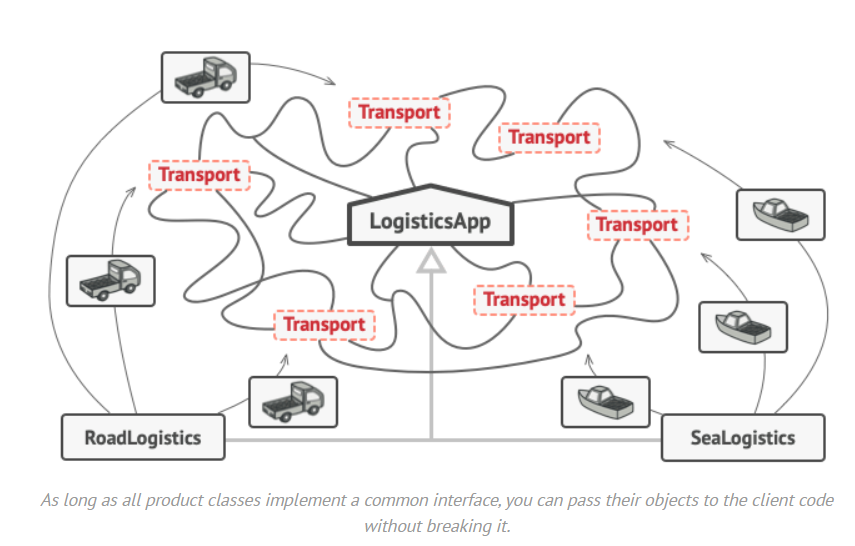 Transport
Transport
Transport
LogisticsApp
Transport
Transport
Transport
RoadLogistics
SeaLogistics
As long as all product classes implement a common interface, you can pass their objects to the client code
without breaking it.